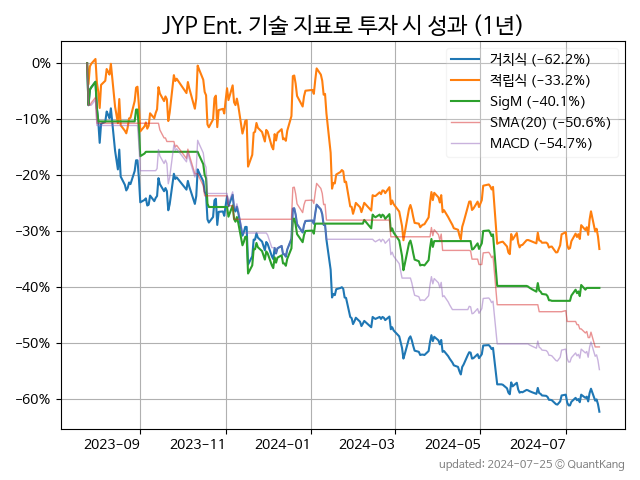 JYP Ent. 기술 지표로 투자 시 성과 (1년)
거치식 (−62.2%)
적립식 (−33.2%)
SigM (−40.1%)
SMA(20) (−50.6%)
MACD (−54.7%)
0%
−10%
−20%
−30%
−40%
−50%
−60%
2023-09 2023-11 2024-01 2024-03 2024-05 2024-07
updated: 2024-07-25 © QuantKang